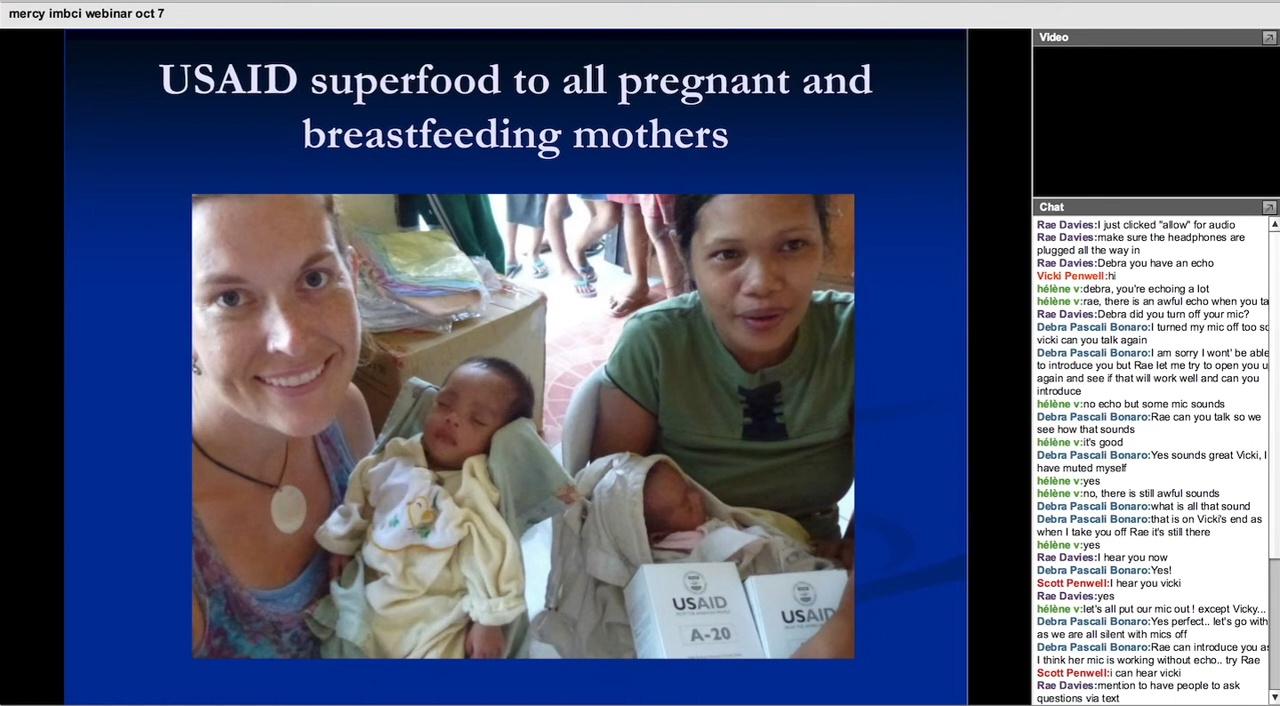 mercy imbci webinar oct 7
USAID superfood to all pregnant and
breastfeeding mothers
USAID
A-20
USAID
Video
Chat
Rae Davies:I just clicked "allow" for audio
Rae Davies:make sure the headphones are
plugged all the way in
Rae Davies:Debra you have an echo
Vicki Penwell:hi
hélène v:debra, you're echoing a lot
hélène v:rae, there is an awful echo when you ta
Rae Davies:Debra did you turn off your mic?
Debra Pascali Bonaro:I turned my mic off too so
vicki can you talk again
Debra Pascali Bonaro:I am sorry I wont' be able
to introduce you but Rae let me try to open you u
again and see if that will work well and can you
introduce
hélène v:no echo but some mic sounds
Debra Pascali Bonaro:Rae can you talk so we
see how that sounds
hélène v:it's good
Debra Pascali Bonaro:Yes sounds great Vicki, I
have muted myself
hélène v:yes
hélène v:no, there is still awful sounds
Debra Pascali Bonaro:what is all that sound
Debra Pascali Bonaro:that is on Vicki's end as
when I take you off Rae it's still there
hélène v:yes
Rae Davies:I hear you now
Debra Pascali Bonaro:Yes!
Scott Penwell:I hear you vicki
Rae Davies:yes
hélène v:let's all put our mic out ! except Vicky...
Debra Pascali Bonaro:Yes perfect.. let's go with
as we are all silent with mics off
Debra Pascali Bonaro:Rae can introduce you as
I think her mic is working without echo.. try Rae
Scott Penwell:i can hear vicki
Rae Davies:mention to have people to ask
questions via text